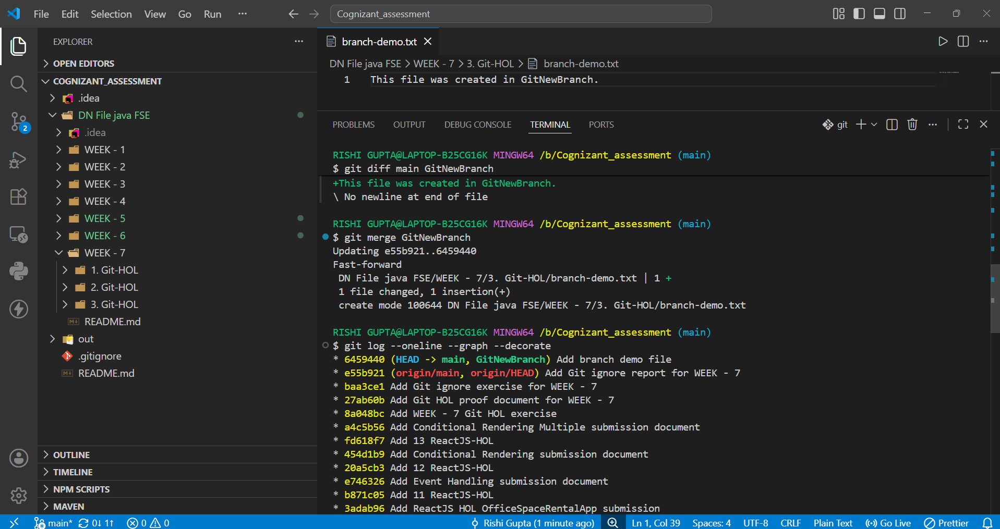 File Edit Selection View Go Run ··· Cognizant_assessment
EXPLORER ···
OPEN EDITORS
COGNIZANT_ASSESSMENT
.idea
DN File java FSE
.idea
WEEK - 1
WEEK - 2
WEEK - 3
WEEK - 4
WEEK - 5
WEEK - 6
WEEK - 7
1. Git-HOL
2. Git-HOL
3. Git-HOL
README.md
out
.gitignore
README.md
OUTLINE
TIMELINE
NPM SCRIPTS
MAVEN
2
branch-demo.txt
DN File java FSE > WEEK - 7 > 3. Git-HOL > branch-demo.txt
1 This file was created in GitNewBranch.
PROBLEMS OUTPUT DEBUG CONSOLE TERMINAL PORTS git
RISHI GUPTA@LAPTOP-B25CG16K MINGW64 /b/Cognizant_assessment (main)
$ git diff main GitNewBranch
+This file was created in GitNewBranch.
\ No newline at end of file
RISHI GUPTA@LAPTOP-B25CG16K MINGW64 /b/Cognizant_assessment (main)
$ git merge GitNewBranch
Updating e55b921..6459440
Fast-forward
DN File java FSE/WEEK - 7/3. Git-HOL/branch-demo.txt | 1 +
1 file changed, 1 insertion(+)
create mode 100644 DN File java FSE/WEEK - 7/3. Git-HOL/branch-demo.txt
RISHI GUPTA@LAPTOP-B25CG16K MINGW64 /b/Cognizant_assessment (main)
$ git log --oneline --graph --decorate
* 6459440 (HEAD -> main, GitNewBranch) Add branch demo file
* e55b921 (origin/main, origin/HEAD) Add Git ignore report for WEEK - 7
* baa3ce1 Add Git ignore exercise for WEEK - 7
* 27ab60b Add Git HOL proof document for WEEK - 7
* 8a048bc Add WEEK - 7 Git HOL exercise
* a4c5b56 Add Conditional Rendering Multiple submission document
* fd618f7 Add 13 ReactJS-HOL
* 454d1b9 Add Conditional Rendering submission document
* 20a5cb3 Add 12 ReactJS-HOL
* e746326 Add Event Handling submission document
* b871c05 Add 11 ReactJS-HOL
* 3adab96 Add ReactJS HOL OfficeSpaceRentalApp submission
main* 0↓ 1↑ 0 0 Rishi Gupta (1 minute ago) Ln 1, Col 39 Spaces: 4 UTF-8 CRLF Plain Text Go Live Prettier